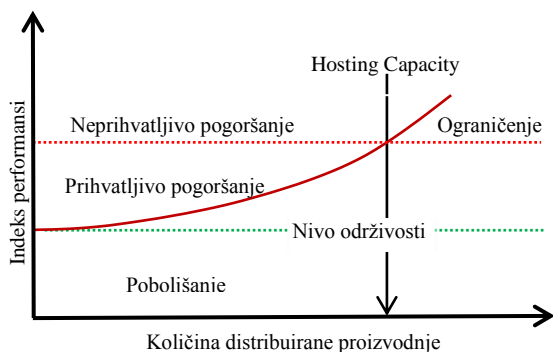 Hosting Capacity
Neprihvatljivo pogoršanje
Ograničenje
Prihvatljivo pogoršanje
Nivo održivosti
Pobolišanie
Indeks performansi
Količina distribuirane proizvodnje